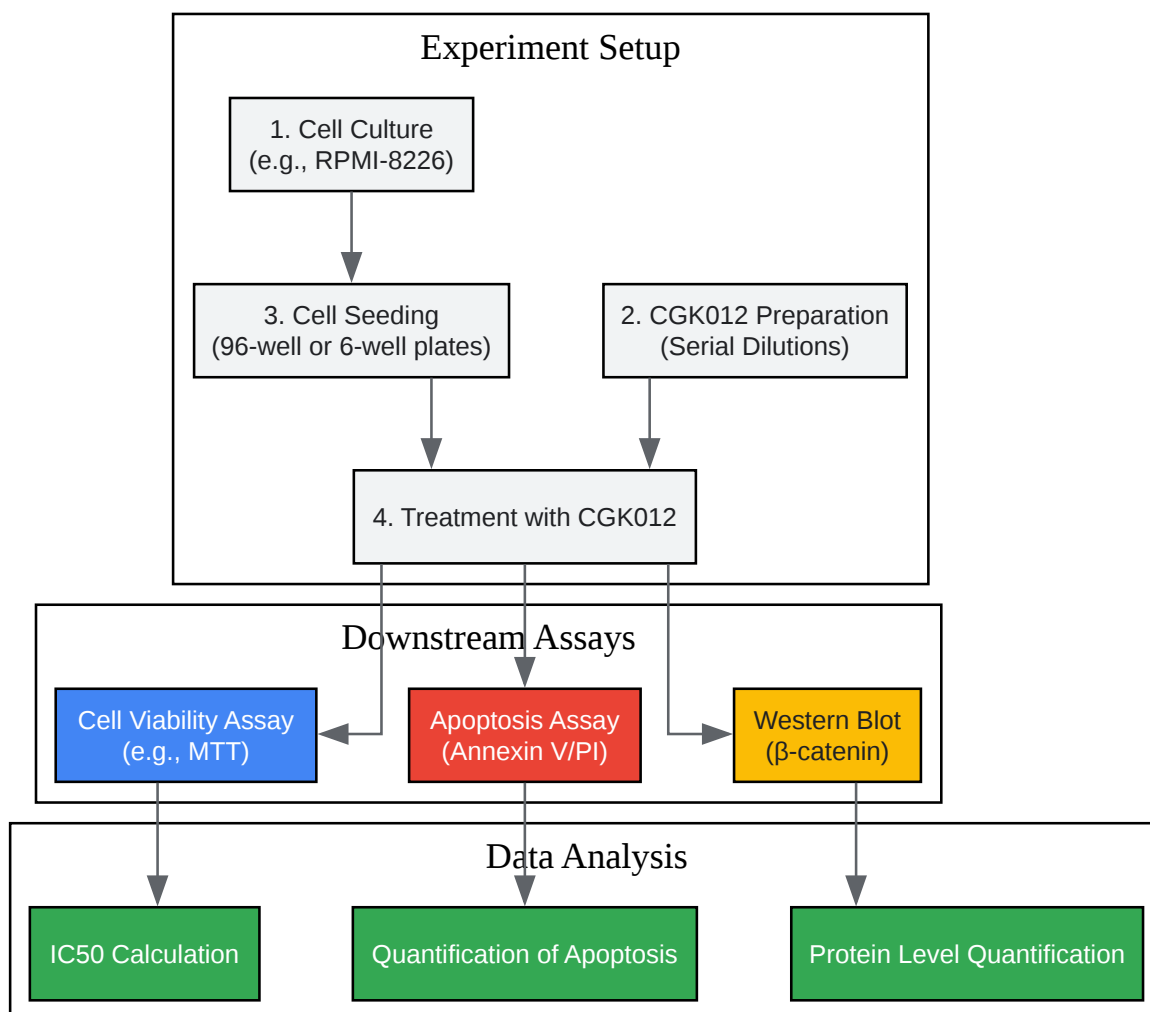 Experiment Setup
1. Cell Culture
(e.g., RPMI-8226)
3. Cell Seeding
(96-well or 6-well plates)
2. CGK012 Preparation
(Serial Dilutions)
4. Treatment with CGK012
Downstream Assays
Cell Viability Assay
(e.g., MTT)
Apoptosis Assay
(Annexin V/PI)
Western Blot
(β-catenin)
Data Analysis
IC50 Calculation
Quantification of Apoptosis
Protein Level Quantification